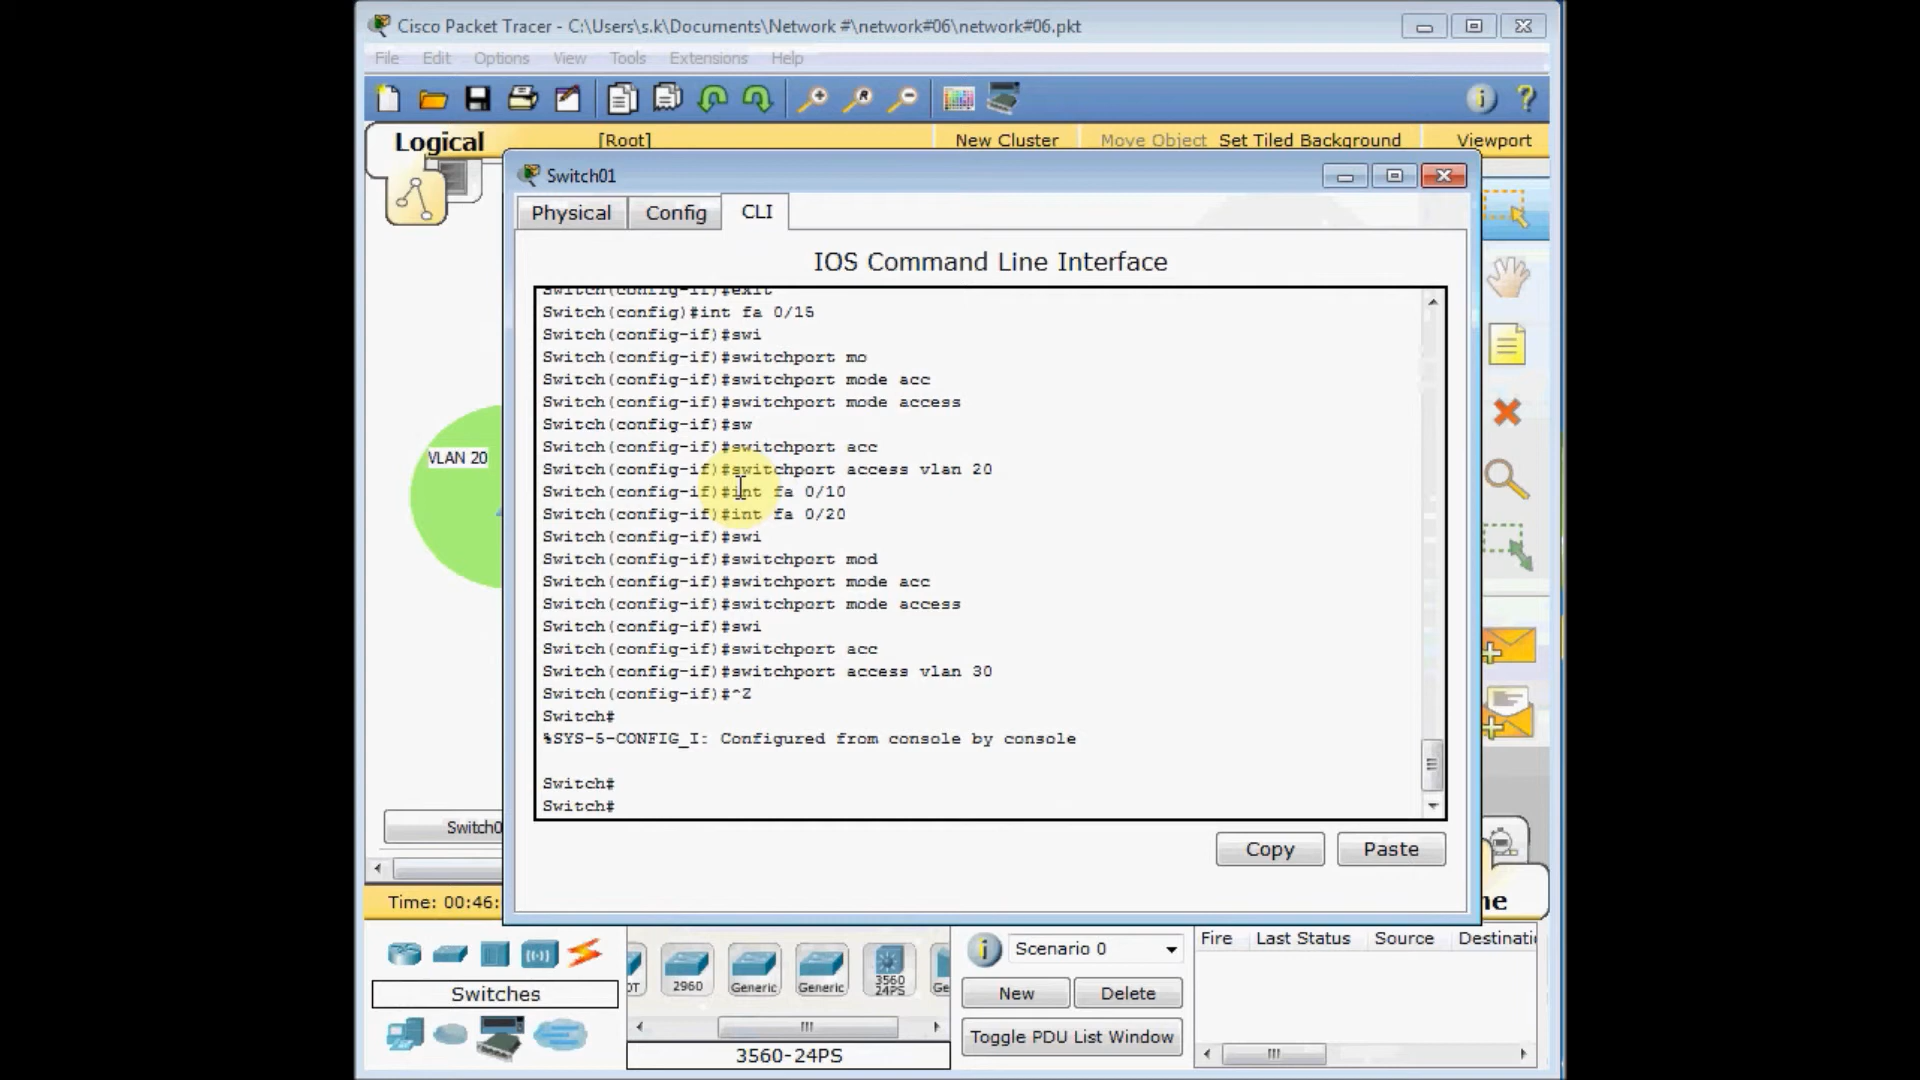 Cisco Packet Tracer - C:\Users\s.k\Documents\Network #\network#06\network#06.pkt
File Edit Options View Tools Extensions Help
Logical [Root] New Cluster Move Object Set Tiled Background Viewport
Switch01
Physical Config CLI
IOS Command Line Interface
Switch(config-if)#exit
Switch(config)#int fa 0/15
Switch(config-if)#swi
Switch(config-if)#switchport mo
Switch(config-if)#switchport mode acc
Switch(config-if)#switchport mode access
Switch(config-if)#sw
Switch(config-if)#switchport acc
Switch(config-if)#switchport access vlan 20
Switch(config-if)#int fa 0/10
Switch(config-if)#int fa 0/20
Switch(config-if)#swi
Switch(config-if)#switchport mod
Switch(config-if)#switchport mode acc
Switch(config-if)#switchport mode access
Switch(config-if)#swi
Switch(config-if)#switchport acc
Switch(config-if)#switchport access vlan 30
Switch(config-if)#^Z
Switch#
%SYS-5-CONFIG_I: Configured from console by console
Switch#
Switch#
Copy Paste
VLAN 20
Switch0
Time: 00:46:
ne
Switches
OT 2960 Generic Generic 3560 24PS Ge
3560-24PS
Scenario 0
New Delete
Toggle PDU List Window
Fire Last Status Source Destinati